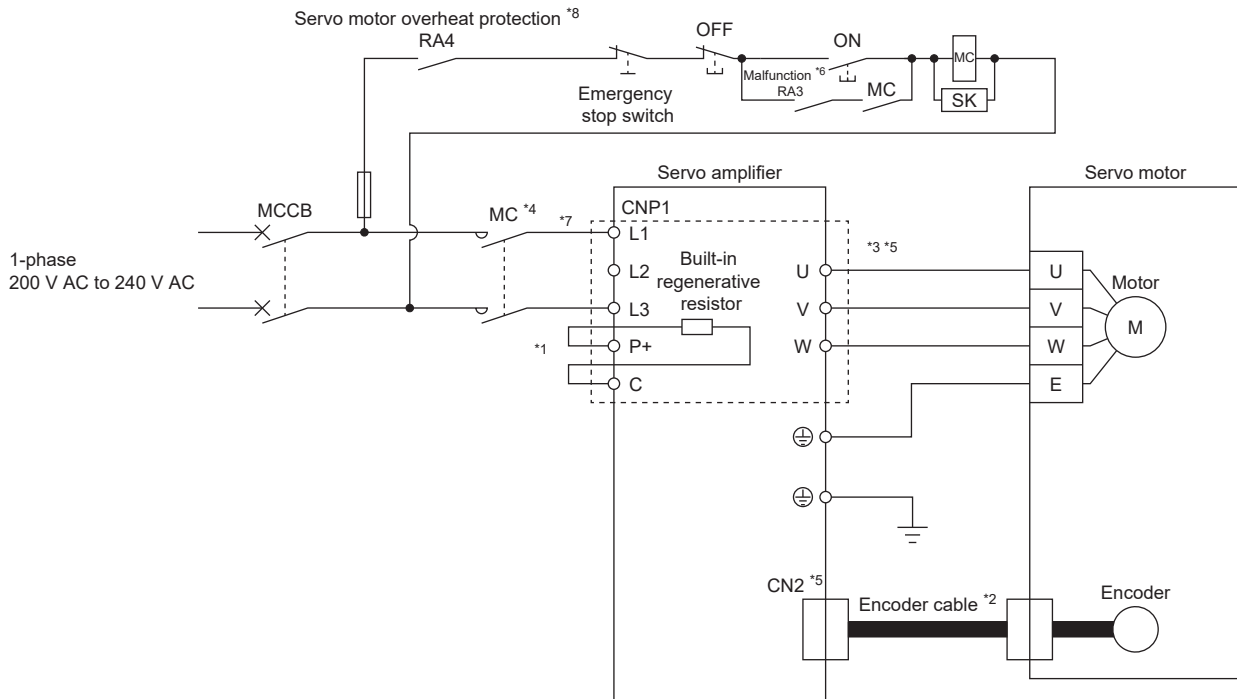 Servo motor overheat protection *8
RA4
OFF
ON
MC
Malfunction *6
RA3
MC
SK
Emergency
stop switch
Servo amplifier
Servo motor
MCCB
MC *4
*7
CNP1
L1
1-phase
200 V AC to 240 V AC
L2
Built-in
regenerative
resistor
U
*3 *5
U
Motor
L3
V
V
M
*1
P+
W
W
C
E
CN2 *5
Encoder cable *2
Encoder